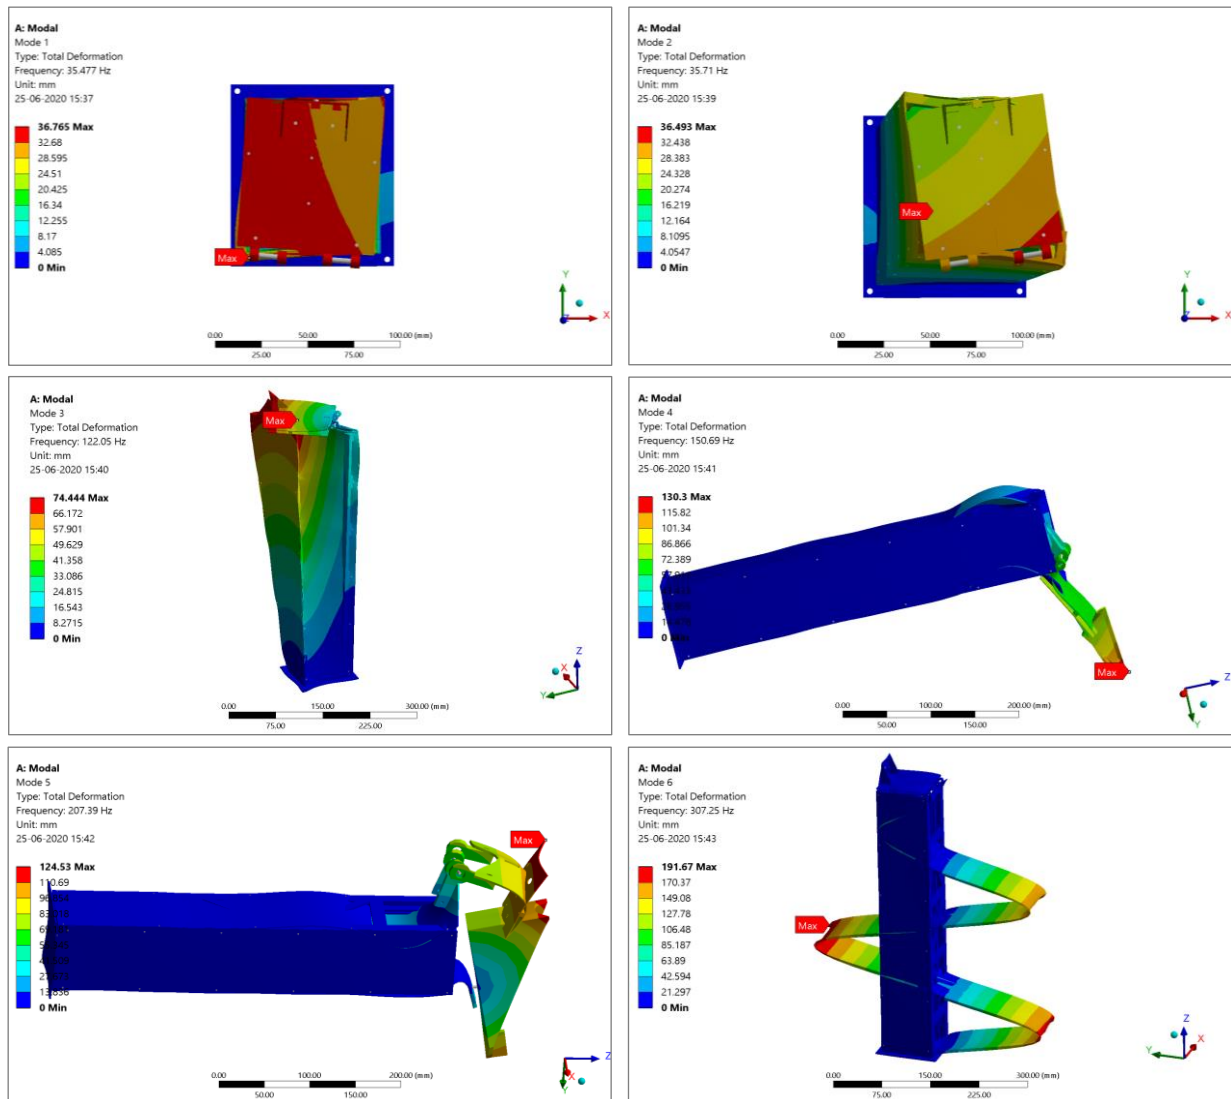 A: Modal
Mode 1
Type: Total Deformation
Frequency: 35.477 Hz
Unit: mm
25-06-2020 15:37
36.765 Max
32.68
28.595
24.51
20.425
16.34
12.255
8.17
4.085
0 Min
Max
Y
X
Z
0.00 50.00 100.00 (mm)
25.00 75.00
A: Modal
Mode 2
Type: Total Deformation
Frequency: 35.71 Hz
Unit: mm
25-06-2020 15:39
36.493 Max
32.438
28.383
24.328
20.274
16.219
12.164
8.1095
4.0547
0 Min
Max
Y
X
Z
0.00 50.00 100.00 (mm)
25.00 75.00
A: Modal
Mode 3
Type: Total Deformation
Frequency: 122.05 Hz
Unit: mm
25-06-2020 15:40
74.444 Max
66.172
57.901
49.629
41.358
33.086
24.815
16.543
8.2715
0 Min
Max
Z
X
Y
0.00 150.00 300.00 (mm)
75.00 225.00
A: Modal
Mode 4
Type: Total Deformation
Frequency: 150.69 Hz
Unit: mm
25-06-2020 15:41
130.3 Max
115.82
101.34
86.866
72.389
0 Min
Max
Z
Y
0.00 100.00 200.00 (mm)
50.00 150.00
A: Modal
Mode 5
Type: Total Deformation
Frequency: 207.39 Hz
Unit: mm
25-06-2020 15:42
124.53 Max
110.69
0 Min
Max
Z
X
Y
0.00 100.00 200.00 (mm)
50.00 150.00
A: Modal
Mode 6
Type: Total Deformation
Frequency: 307.25 Hz
Unit: mm
25-06-2020 15:43
191.67 Max
170.37
149.08
127.78
106.48
85.187
63.89
42.594
21.297
0 Min
Max
Z
X
Y
0.00 150.00 300.00 (mm)
75.00 225.00